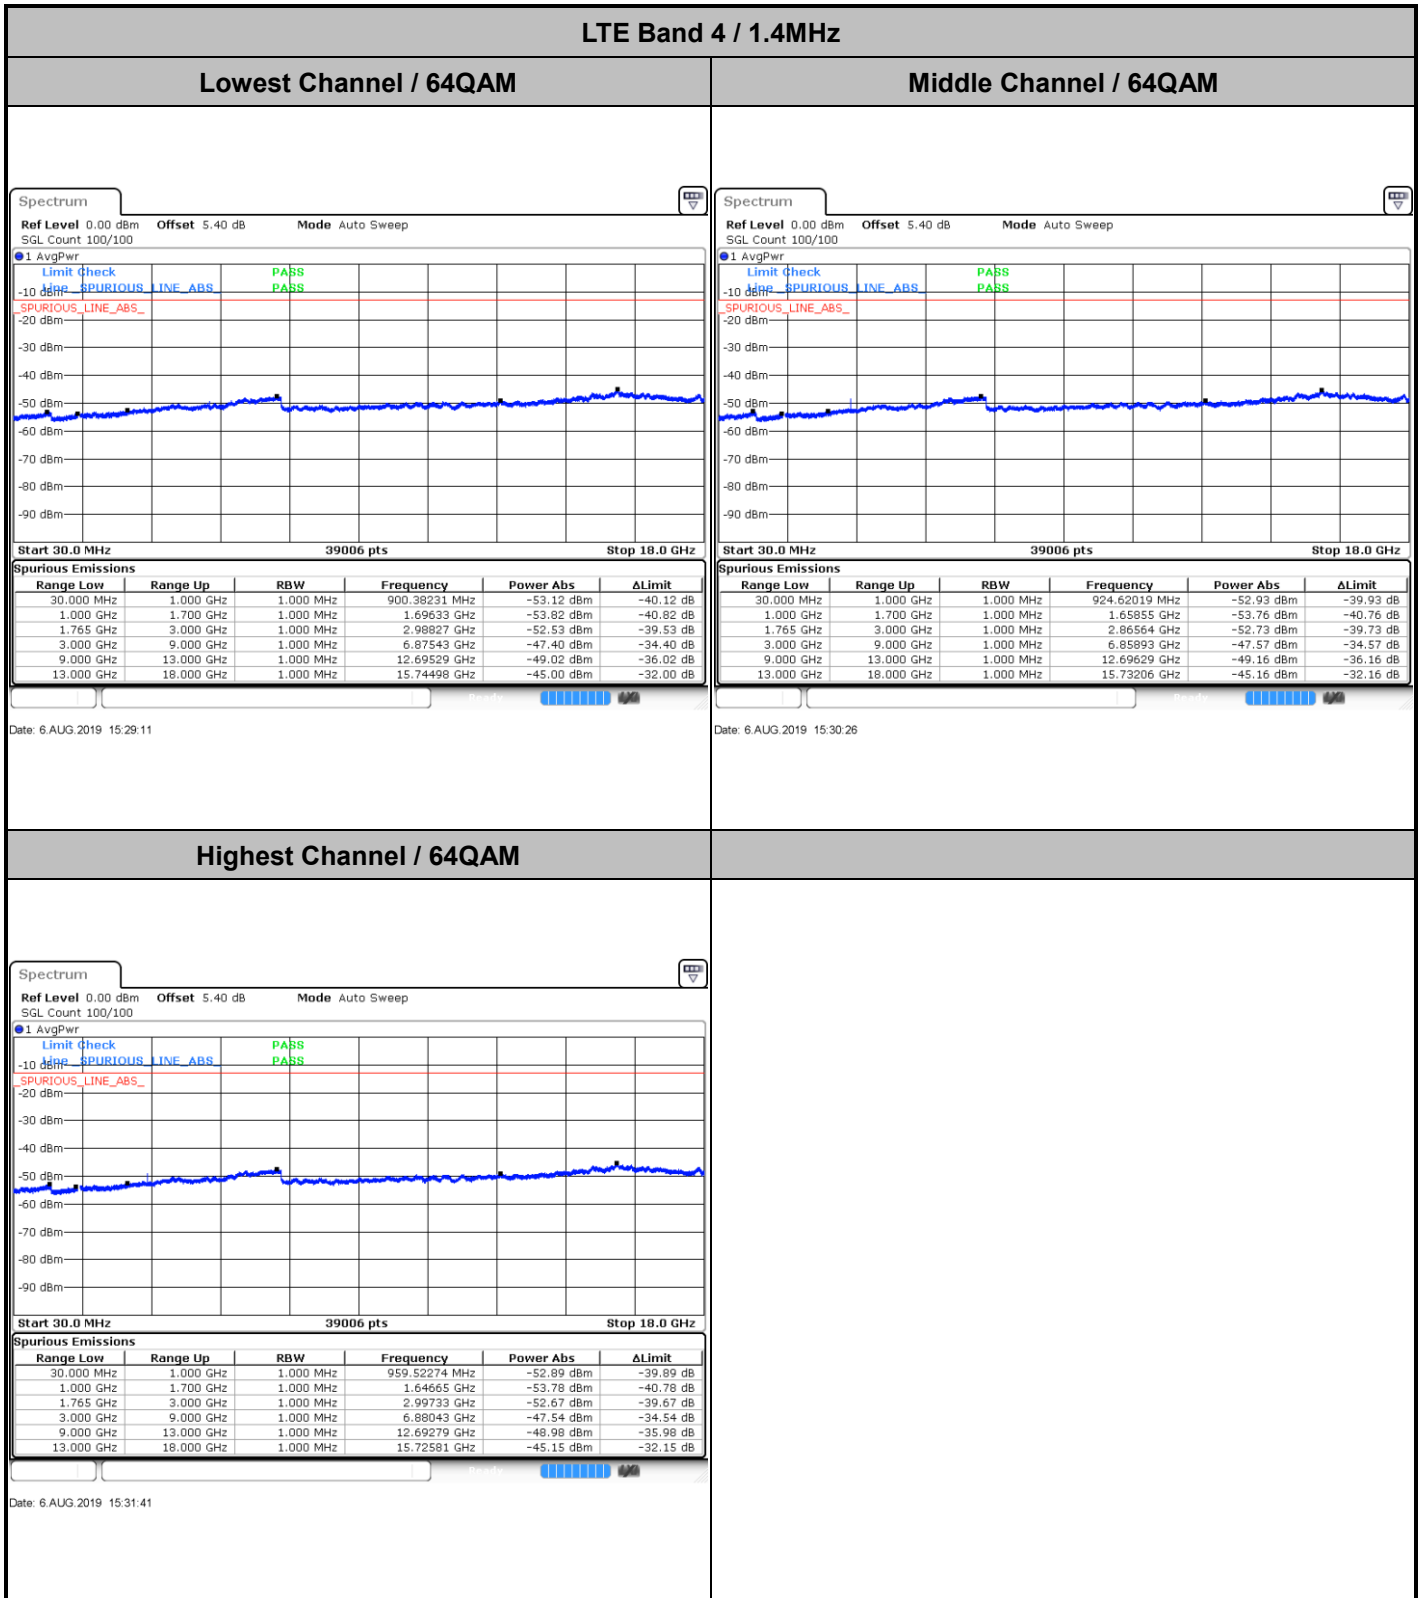 LTE Band 4 / 1.4MHz
Lowest Channel / 64QAM
Middle Channel / 64QAM
Spectrum
Ref Level 0.00 dBm Offset 5.40 dB Mode Auto Sweep
SGL Count 100/100
1 AvgPwr
Limit Check PASS
Line _SPURIOUS_LINE_ABS_ PASS
-10 dBm
_SPURIOUS_LINE_ABS_
-20 dBm
-30 dBm
-40 dBm
-50 dBm
-60 dBm
-70 dBm
-80 dBm
-90 dBm
Start 30.0 MHz 39006 pts Stop 18.0 GHz
Spurious Emissions
Range Low Range Up RBW Frequency Power Abs ΔLimit
30.000 MHz 1.000 GHz 1.000 MHz 900.38231 MHz -53.12 dBm -40.12 dB
1.000 GHz 1.700 GHz 1.000 MHz 1.69633 GHz -53.82 dBm -40.82 dB
1.765 GHz 3.000 GHz 1.000 MHz 2.98827 GHz -52.53 dBm -39.53 dB
3.000 GHz 9.000 GHz 1.000 MHz 6.87543 GHz -47.40 dBm -34.40 dB
9.000 GHz 13.000 GHz 1.000 MHz 12.69529 GHz -49.02 dBm -36.02 dB
13.000 GHz 18.000 GHz 1.000 MHz 15.74498 GHz -45.00 dBm -32.00 dB
Date: 6.AUG.2019 15:29:11
Spectrum
Ref Level 0.00 dBm Offset 5.40 dB Mode Auto Sweep
SGL Count 100/100
1 AvgPwr
Limit Check PASS
Line _SPURIOUS_LINE_ABS_ PASS
-10 dBm
_SPURIOUS_LINE_ABS_
-20 dBm
-30 dBm
-40 dBm
-50 dBm
-60 dBm
-70 dBm
-80 dBm
-90 dBm
Start 30.0 MHz 39006 pts Stop 18.0 GHz
Spurious Emissions
Range Low Range Up RBW Frequency Power Abs ΔLimit
30.000 MHz 1.000 GHz 1.000 MHz 924.62019 MHz -52.93 dBm -39.93 dB
1.000 GHz 1.700 GHz 1.000 MHz 1.65855 GHz -53.76 dBm -40.76 dB
1.765 GHz 3.000 GHz 1.000 MHz 2.86564 GHz -52.73 dBm -39.73 dB
3.000 GHz 9.000 GHz 1.000 MHz 6.85893 GHz -47.57 dBm -34.57 dB
9.000 GHz 13.000 GHz 1.000 MHz 12.69629 GHz -49.16 dBm -36.16 dB
13.000 GHz 18.000 GHz 1.000 MHz 15.73206 GHz -45.16 dBm -32.16 dB
Date: 6.AUG.2019 15:30:26
Highest Channel / 64QAM
Spectrum
Ref Level 0.00 dBm Offset 5.40 dB Mode Auto Sweep
SGL Count 100/100
1 AvgPwr
Limit Check PASS
Line _SPURIOUS_LINE_ABS_ PASS
-10 dBm
_SPURIOUS_LINE_ABS_
-20 dBm
-30 dBm
-40 dBm
-50 dBm
-60 dBm
-70 dBm
-80 dBm
-90 dBm
Start 30.0 MHz 39006 pts Stop 18.0 GHz
Spurious Emissions
Range Low Range Up RBW Frequency Power Abs ΔLimit
30.000 MHz 1.000 GHz 1.000 MHz 959.52274 MHz -52.89 dBm -39.89 dB
1.000 GHz 1.700 GHz 1.000 MHz 1.64665 GHz -53.78 dBm -40.78 dB
1.765 GHz 3.000 GHz 1.000 MHz 2.99733 GHz -52.67 dBm -39.67 dB
3.000 GHz 9.000 GHz 1.000 MHz 6.88043 GHz -47.54 dBm -34.54 dB
9.000 GHz 13.000 GHz 1.000 MHz 12.69279 GHz -48.98 dBm -35.98 dB
13.000 GHz 18.000 GHz 1.000 MHz 15.72581 GHz -45.15 dBm -32.15 dB
Date: 6.AUG.2019 15:31:41